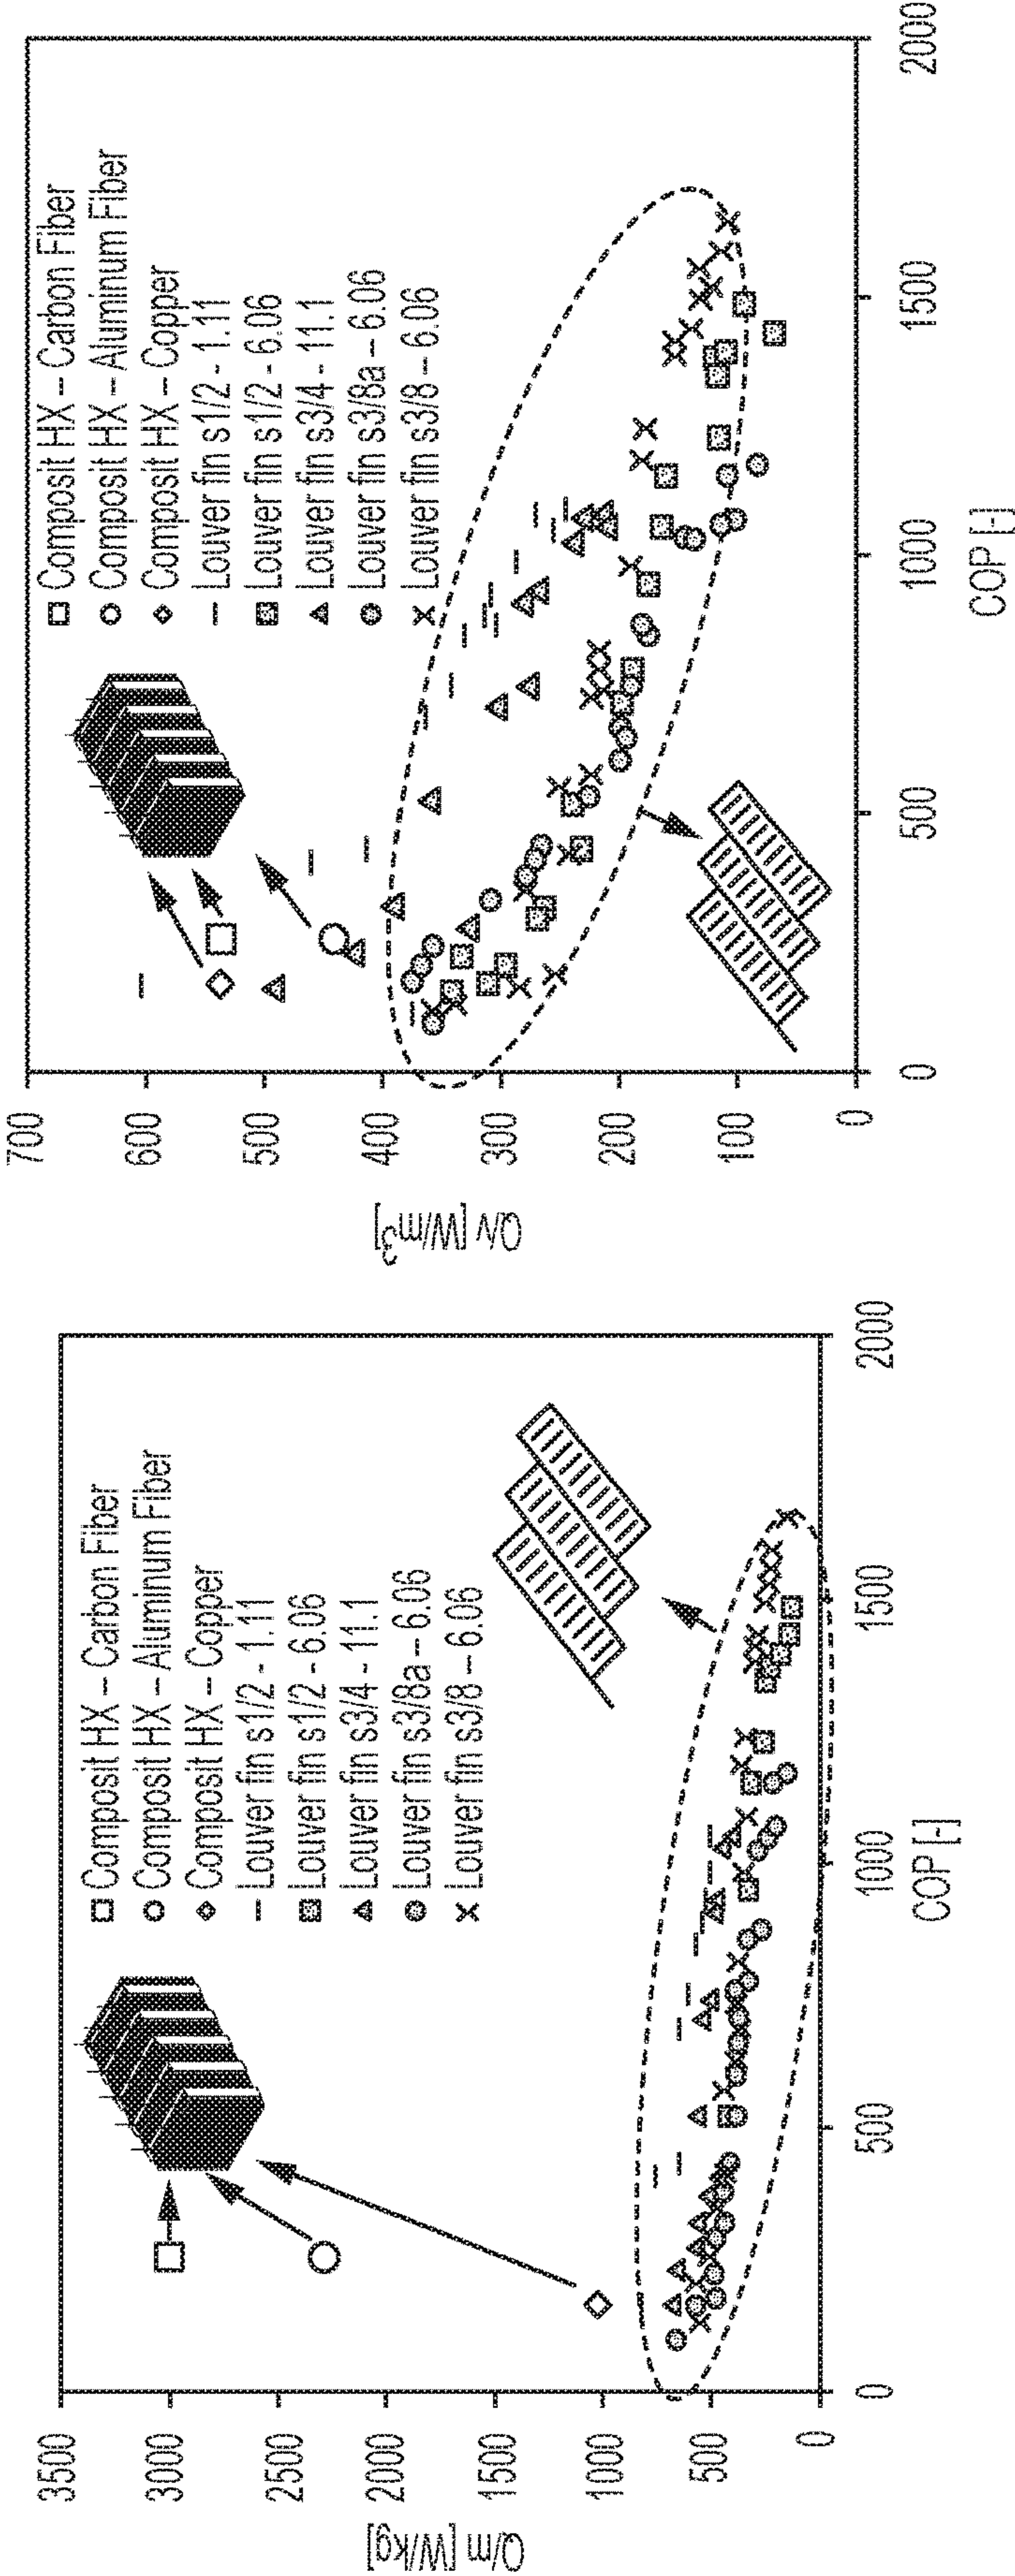 3500
3000
2500
2000
1500
1000
500
0
Q/m [W/kg]
0
500
1000
1500
2000
COP [-]
Composit HX – Carbon Fiber
Composit HX – Aluminum Fiber
Composit HX – Copper
Louver fin s1/2 - 1.11
Louver fin s1/2 - 6.06
Louver fin s3/4 - 11.1
Louver fin s3/8a – 6.06
Louver fin s3/8 – 6.06
700
600
500
400
300
200
100
0
Q/v [W/m3]
0
500
1000
1500
2000
COP [-]
Composit HX – Carbon Fiber
Composit HX – Aluminum Fiber
Composit HX – Copper
Louver fin s1/2 - 1.11
Louver fin s1/2 - 6.06
Louver fin s3/4 - 11.1
Louver fin s3/8a – 6.06
Louver fin s3/8 – 6.06